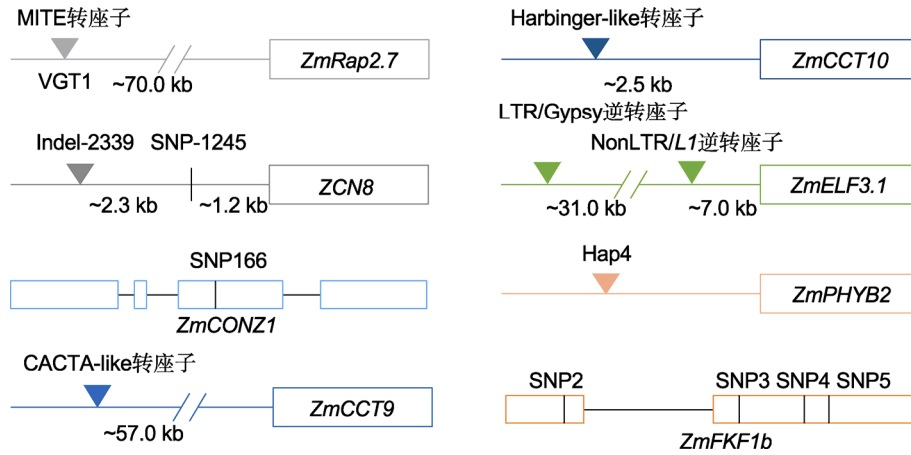 MITE转座子
ZmRap2.7
VGT1 ~70.0 kb
Indel-2339 SNP-1245
ZCN8
~2.3 kb ~1.2 kb
SNP166
ZmCONZ1
CACTA-like转座子
ZmCCT9
~57.0 kb
Harbinger-like转座子
ZmCCT10
~2.5 kb
LTR/Gypsy逆转座子
NonLTR/L1逆转座子
ZmELF3.1
~31.0 kb ~7.0 kb
Hap4
ZmPHYB2
SNP2 SNP3 SNP4 SNP5
ZmFKF1b